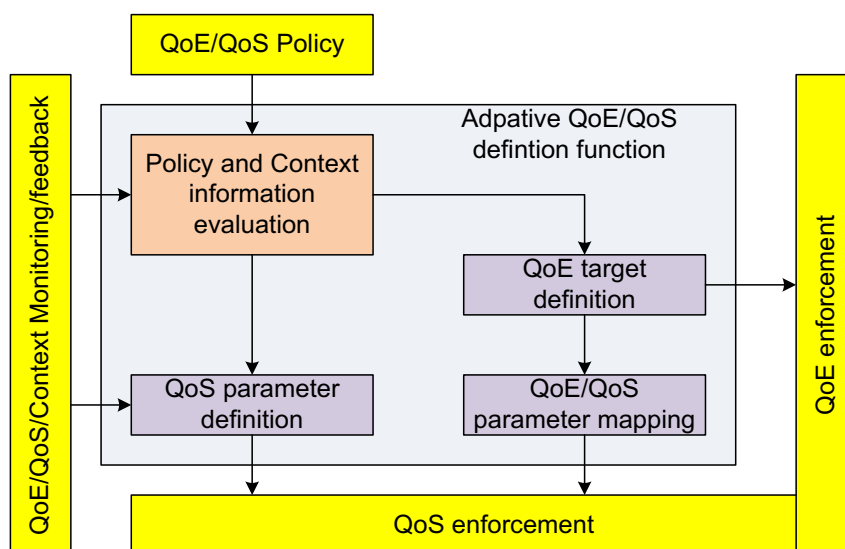 QoE/QoS Policy
QoE/QoS/Context Monitoring/feedback
Adpative QoE/QoS
defintion function
Policy and Context
information
evaluation
QoE target
definition
QoS parameter
definition
QoE/QoS
parameter mapping
QoE enforcement
QoS enforcement